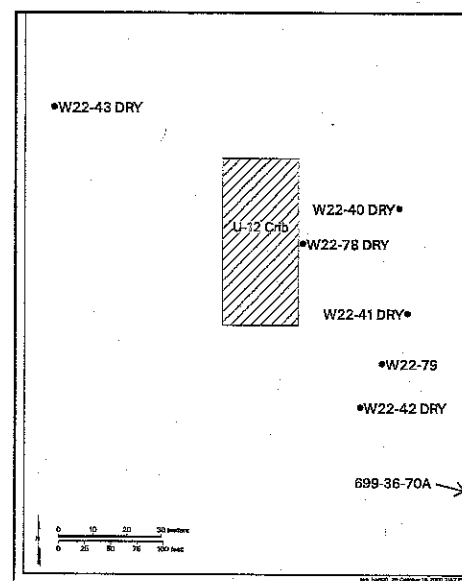 W22-43 DRY
W22-40 DRY
U-12 Crib
W22-78 DRY
W22-41 DRY
W22-79
W22-42 DRY
699-36-70A
0 10 20 30 meters
0 25 50 75 100 feet